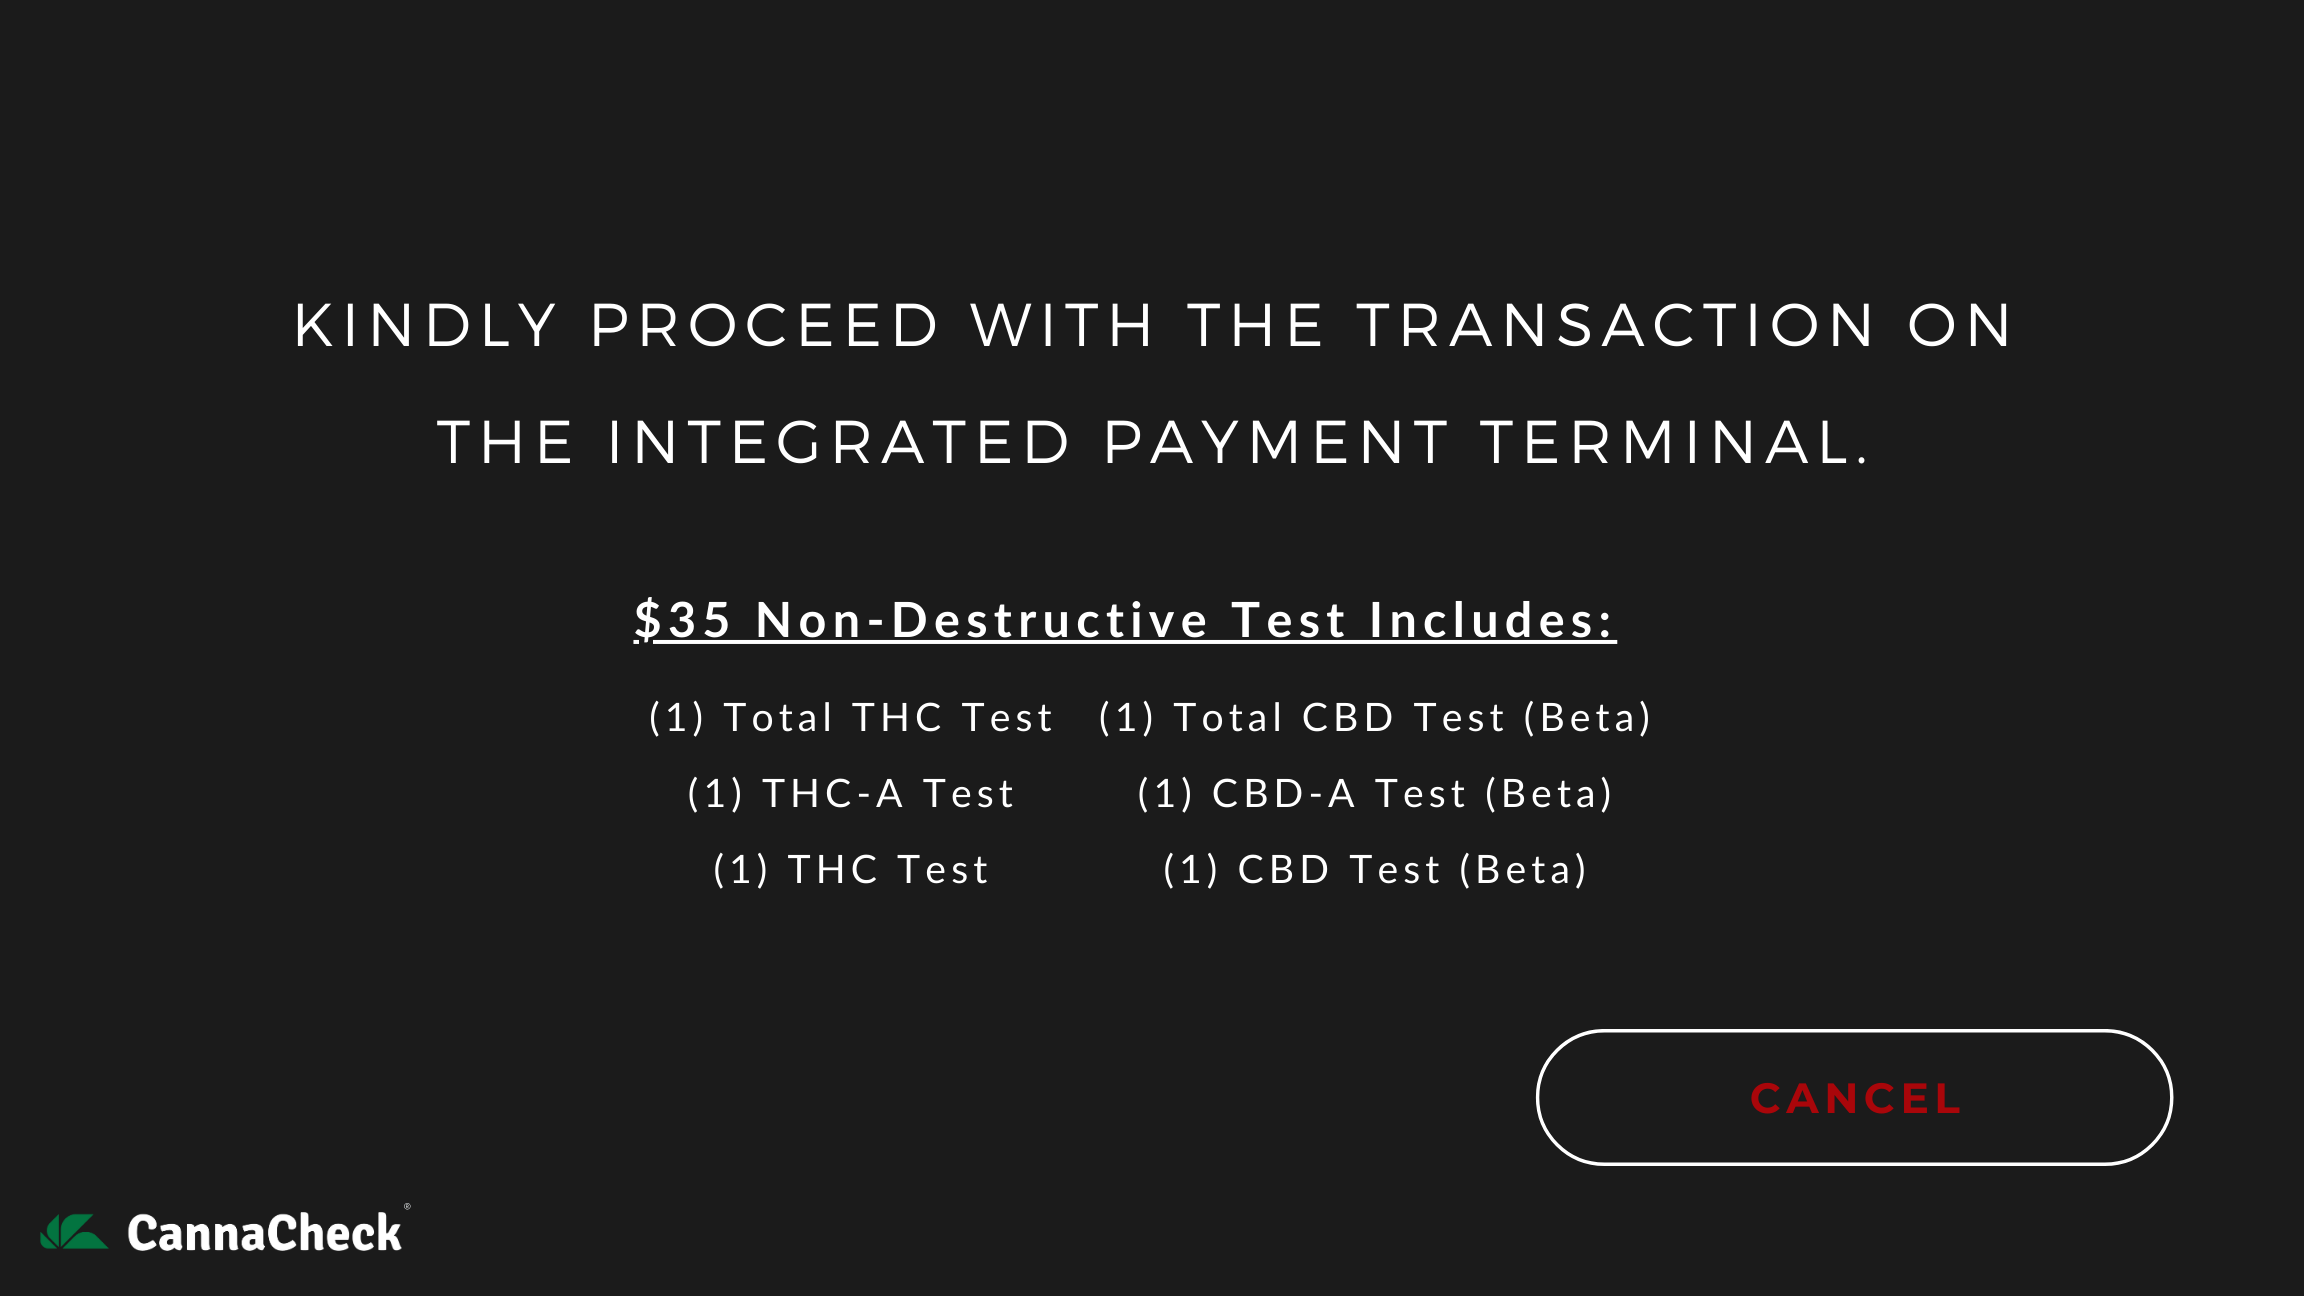 KINDLY PROCEED WITH THE TRANSACTION ON
THE INTEGRATED PAYMENT TERMINAL.
$35 Non-Destructive Test Includes:
(1) Total THC Test (1) Total CBD Test (Beta)
(1) THC-A Test (1) CBD-A Test (Beta)
(1) THC Test (1) CBD Test (Beta)
CANCEL
CannaCheck®